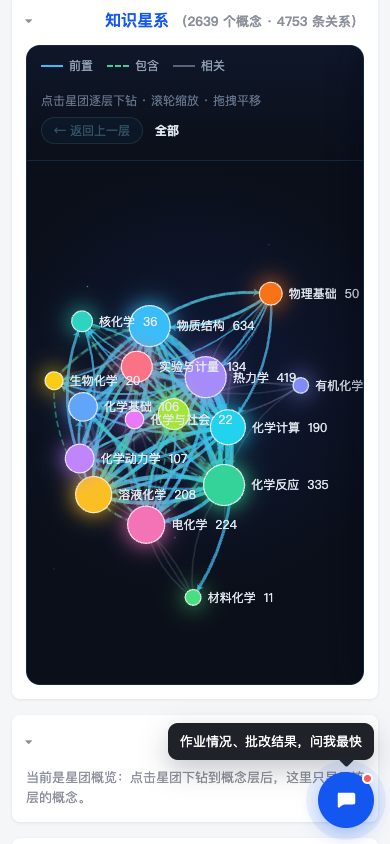 知识星系 (2639 个概念 · 4753 条关系)
前置 包含 相关
点击星团逐层下钻 · 滚轮缩放 · 拖拽平移
← 返回上一层 全部
物理基础 50
核化学 36
物质结构 634
实验与计量 134
生物化学 20
热力学 419
有机化学
化学基础 106
化学与社会 22
化学计算 190
化学动力学 107
化学反应 335
溶液化学 208
电化学 224
材料化学 11
作业情况、批改结果，问我最快
当前是星团概览：点击星团下钻到概念层后，这里只
层的概念。